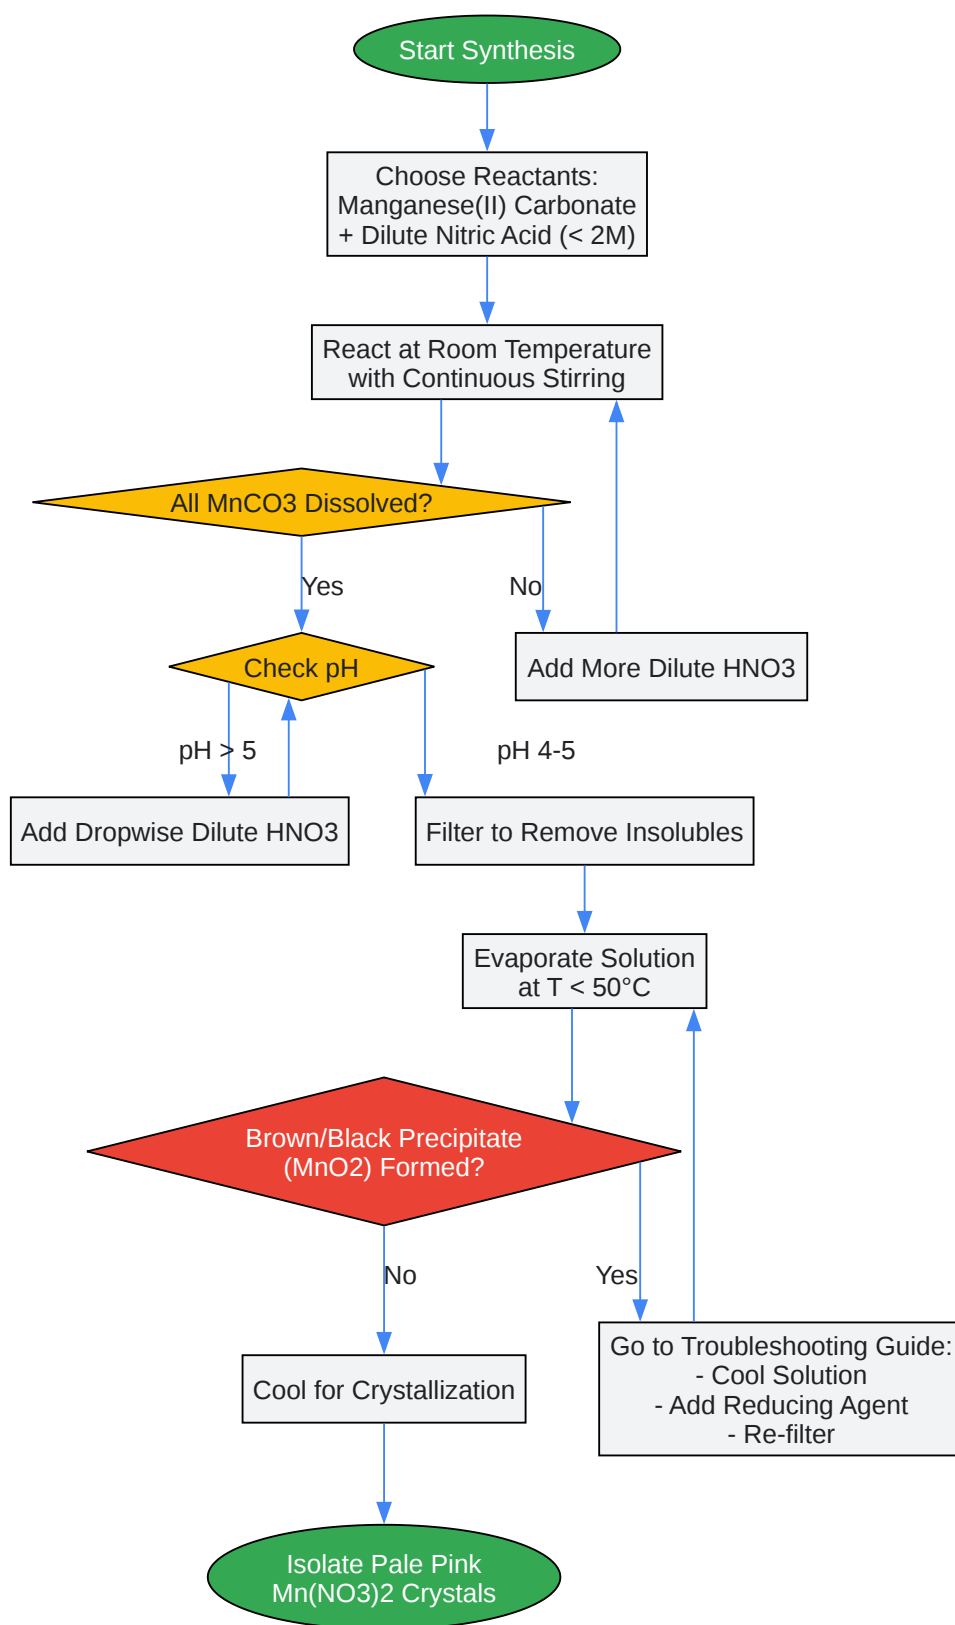 Start Synthesis
Choose Reactants:
Manganese(II) Carbonate
+ Dilute Nitric Acid (< 2M)
React at Room Temperature
with Continuous Stirring
All MnCO3 Dissolved?
Yes
No
Check pH
Add More Dilute HNO3
pH > 5
pH 4-5
Add Dropwise Dilute HNO3
Filter to Remove Insolubles
Evaporate Solution
at T < 50°C
Brown/Black Precipitate
(MnO2) Formed?
No
Yes
Go to Troubleshooting Guide:
- Cool Solution
- Add Reducing Agent
- Re-filter
Cool for Crystallization
Isolate Pale Pink
Mn(NO3)2 Crystals